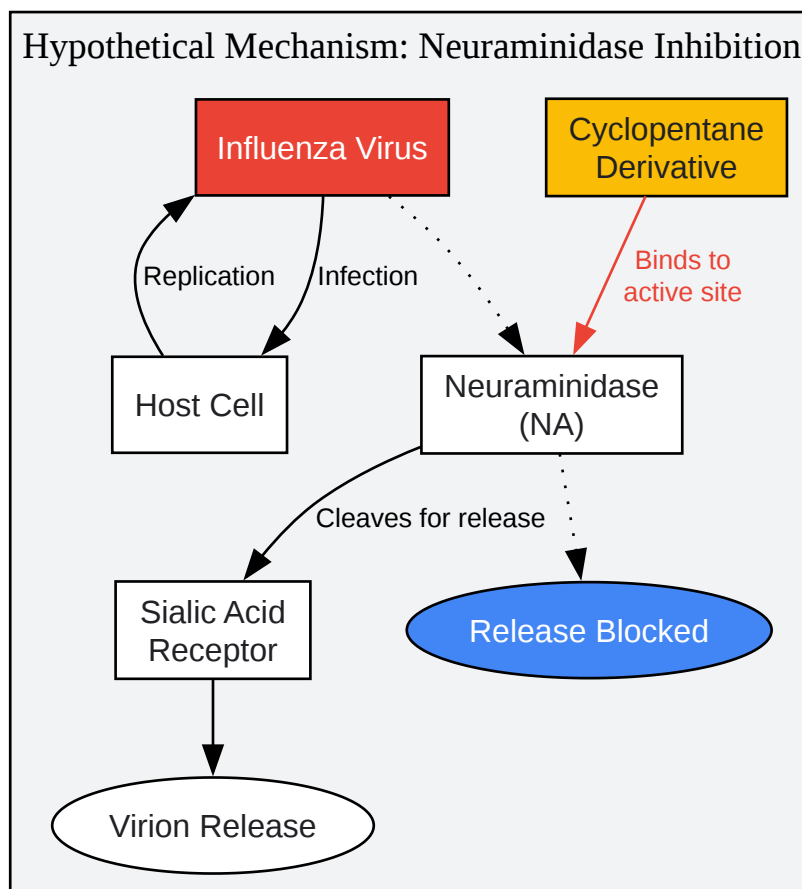 Hypothetical Mechanism: Neuraminidase Inhibition
Influenza Virus
Cyclopentane
Derivative
Replication
Infection
Binds to
active site
Host Cell
Neuraminidase
(NA)
Cleaves for release
Sialic Acid
Receptor
Release Blocked
Virion Release